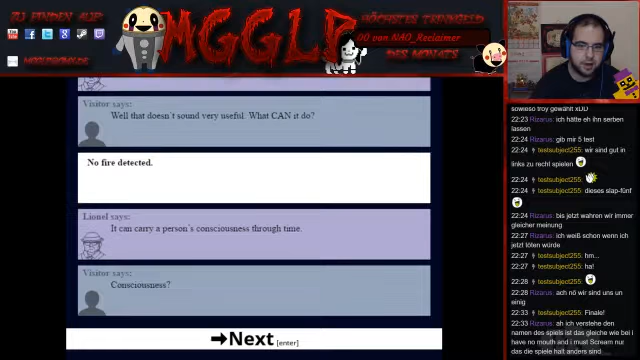 ZU FINDEN AUF:
MGGLP
HÖCHSTES TRINKGELD
00 von NAO_Reclaimer
DES MONATS
Visitor says:
Well that doesn't sound very useful. What CAN it do?
No fire detected.
Lionel says:
It can carry a person's consciousness through time.
Visitor says:
Consciousness?
➜Next [enter]
sowieso troy gewählt xDD
22:23 Rizarus: ich hätte eh ihn serben lassen
22:24 Rizarus: gib mir 5 test
22:24 testsubject255: wir sind gut in links zu recht spielen
22:24 testsubject255:
22:24 testsubject255: dieses slap-fünf
22:24 Rizarus: bis jetzt wahren wir immer gleicher meinung
22:27 Rizarus: ich weiß schon wenn ich jetzt löten würde
22:27 testsubject255: hm...
22:27 testsubject255: ha!
22:28 testsubject255:
22:28 Rizarus: ach nö wir sind uns un einig
22:33 testsubject255: Finale!
22:33 Rizarus: ah ich verstehe den namen des spiels ist das gleiche wie bei i have no mouth and i must Scream nur das die spiele halt anders sind